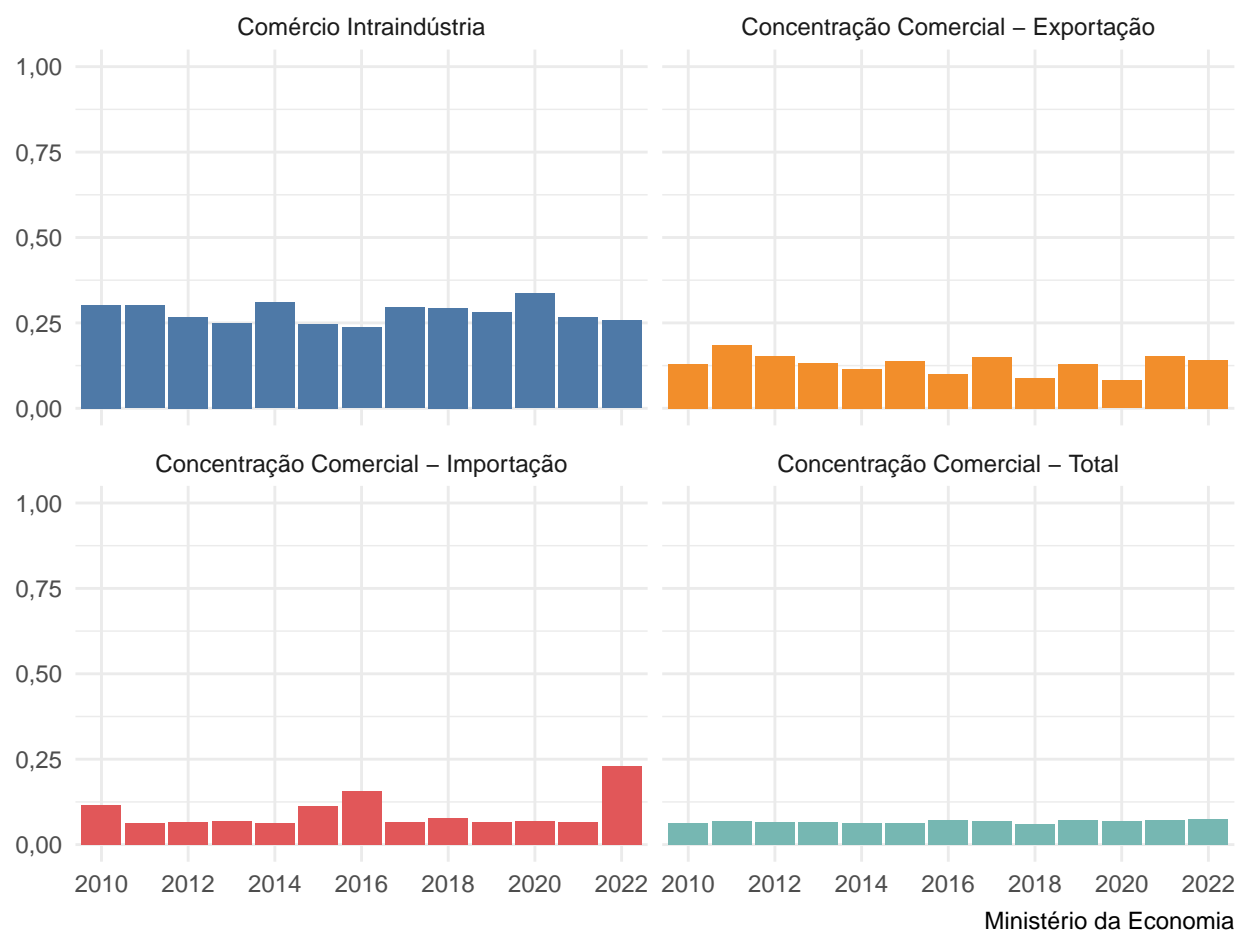 Comércio Intraindústria
Concentração Comercial – Exportação
1,00
0,75
0,50
0,25
0,00
Concentração Comercial – Importação
Concentração Comercial – Total
1,00
0,75
0,50
0,25
0,00
2010 2012 2014 2016 2018 2020 2022
2010 2012 2014 2016 2018 2020 2022
Ministério da Economia